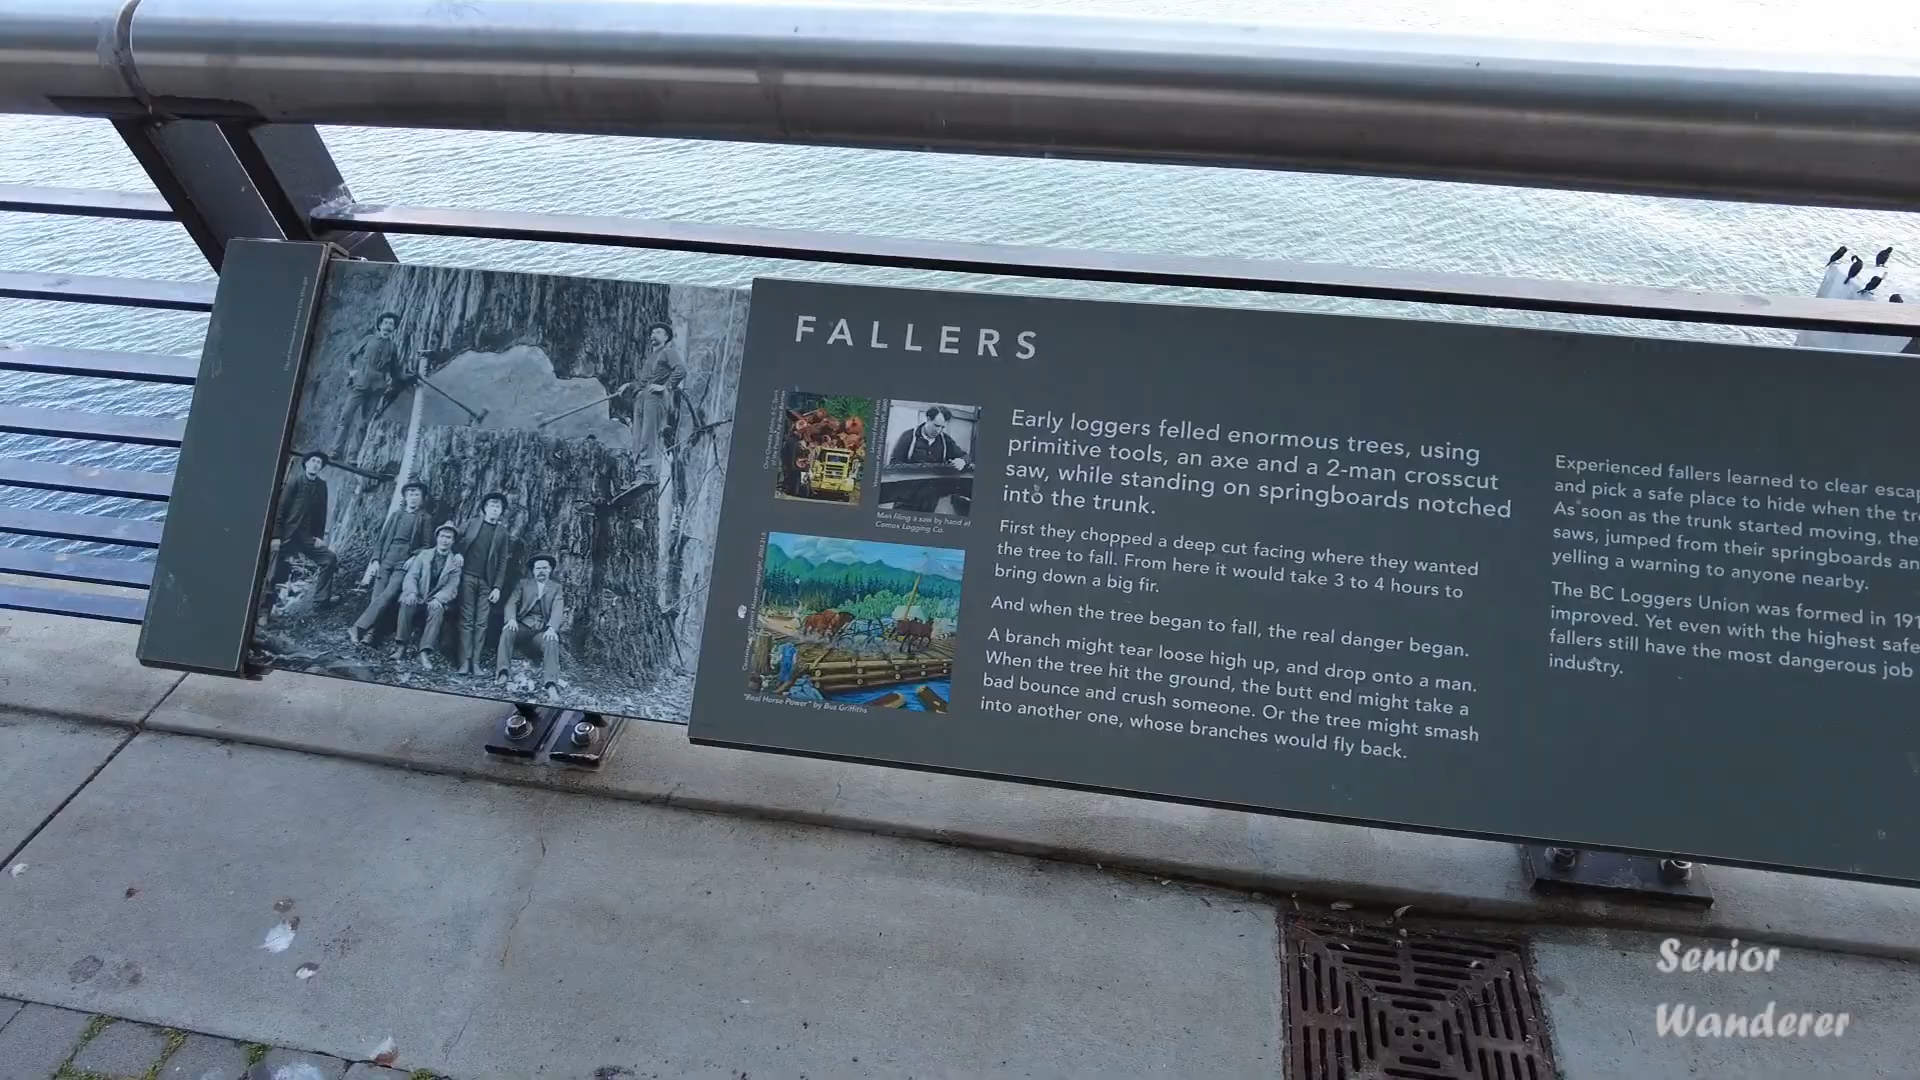 FALLERS
Man filing a saw by hand at
Comox Logging Co.
"Real Horse Power" by Bus Griffiths
Early loggers felled enormous trees, using
primitive tools, an axe and a 2-man crosscut
saw, while standing on springboards notched
into the trunk.
First they chopped a deep cut facing where they wanted
the tree to fall. From here it would take 3 to 4 hours to
bring down a big fir.
And when the tree began to fall, the real danger began.
A branch might tear loose high up, and drop onto a man.
When the tree hit the ground, the butt end might take a
bad bounce and crush someone. Or the tree might smash
into another one, whose branches would fly back.
Experienced fallers learned to clear escap
and pick a safe place to hide when the tre
As soon as the trunk started moving, the
saws, jumped from their springboards an
yelling a warning to anyone nearby.
The BC Loggers Union was formed in 191
improved. Yet even with the highest safe
fallers still have the most dangerous job
industry.
Senior
Wanderer